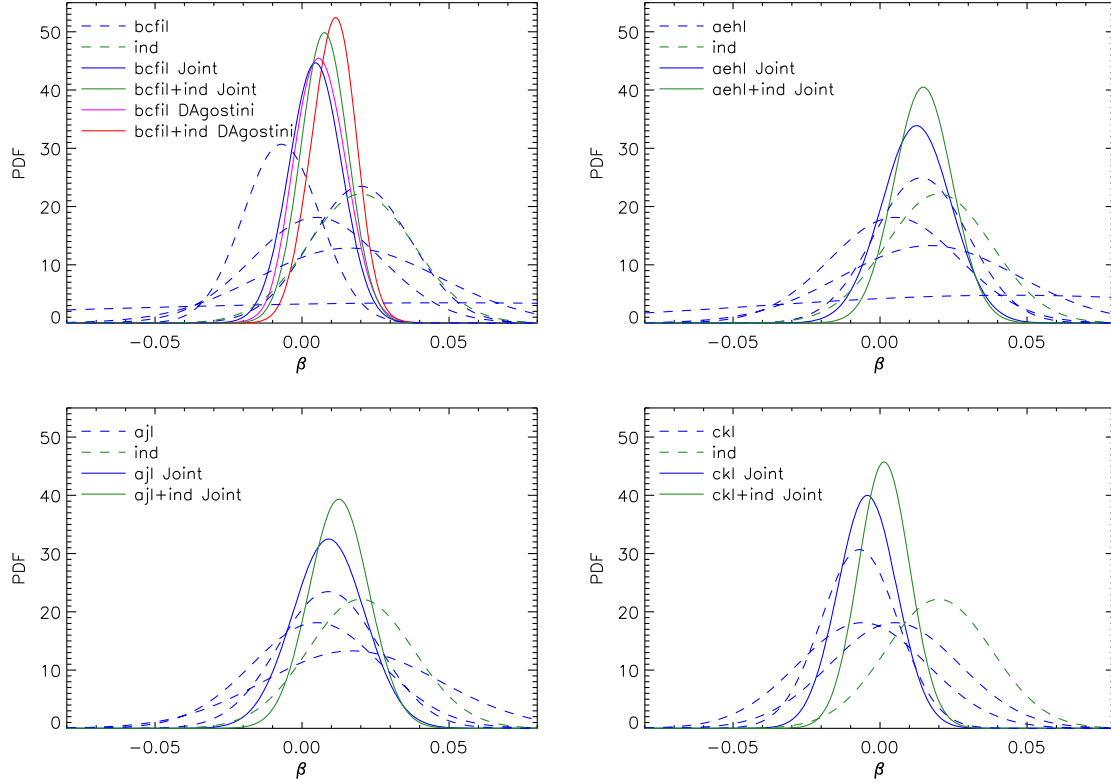 50
40
30
20
10
0
PDF
bcfil
ind
bcfil Joint
bcfil+ind Joint
bcfil DAgostini
bcfil+ind DAgostini
−0.05
0.00
0.05
β
50
40
30
20
10
0
PDF
aehl
ind
aehl Joint
aehl+ind Joint
−0.05
0.00
0.05
β
50
40
30
20
10
0
PDF
ajl
ind
ajl Joint
ajl+ind Joint
−0.05
0.00
0.05
β
50
40
30
20
10
0
PDF
ckl
ind
ckl Joint
ckl+ind Joint
−0.05
0.00
0.05
β